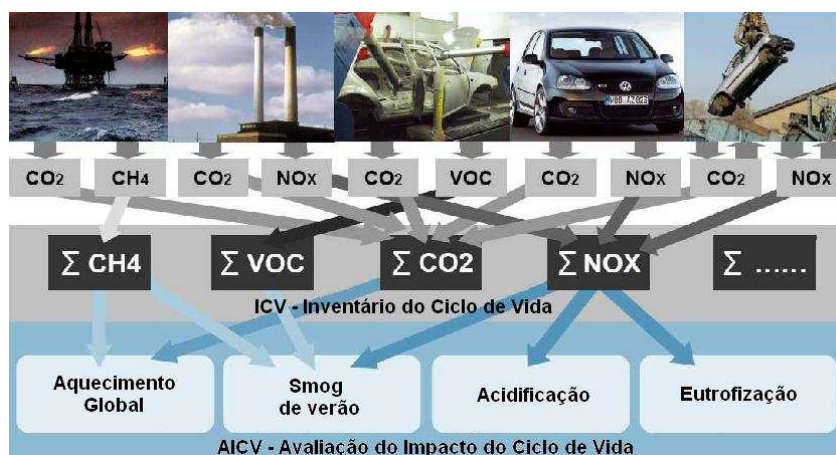 CO2 CH4 CO2 NOX CO2 VOC CO2 NOX CO2 NOX
∑ CH4 ∑ VOC ∑ CO2 ∑ NOX ∑ ......
ICV - Inventário do Ciclo de Vida
Aquecimento
Global
Smog
de verão
Acidificação
Eutrofização
AICV - Avaliação do Impacto do Ciclo de Vida